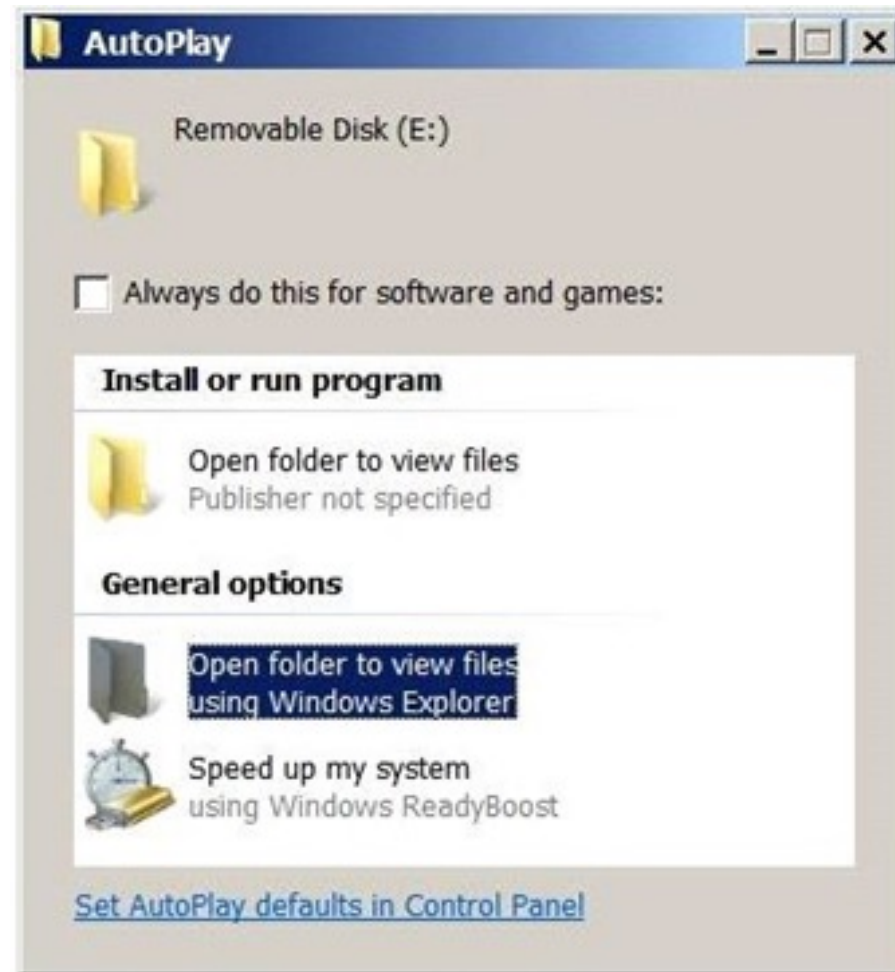 AutoPlay
Removable Disk (E:)
Always do this for software and games:
Install or run program
Open folder to view files
Publisher not specified
General options
Open folder to view files
using Windows Explorer
Speed up my system
using Windows ReadyBoost
Set AutoPlay defaults in Control Panel